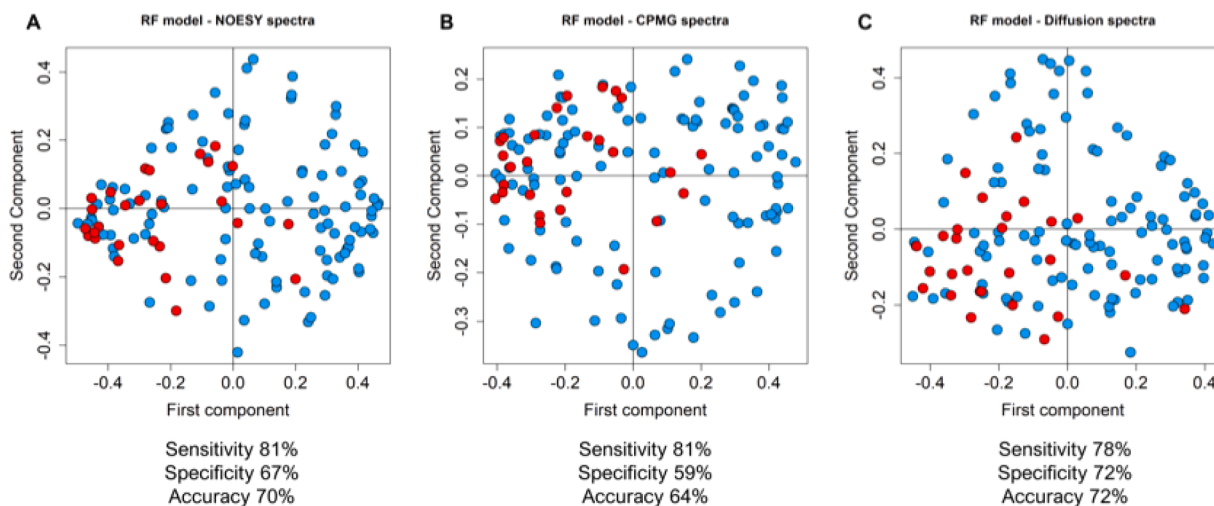 A
RF model - NOESY spectra
Second Component
0.4
0.2
0.0
-0.2
-0.4
-0.4
-0.2
0.0
0.2
0.4
First component
Sensitivity 81%
Specificity 67%
Accuracy 70%
B
RF model - CPMG spectra
Second Component
0.2
0.1
0.0
-0.1
-0.3
-0.4
-0.2
0.0
0.2
0.4
First component
Sensitivity 81%
Specificity 59%
Accuracy 64%
C
RF model - Diffusion spectra
Second Component
0.4
0.2
0.0
-0.2
-0.4
-0.2
0.0
0.2
0.4
First component
Sensitivity 78%
Specificity 72%
Accuracy 72%